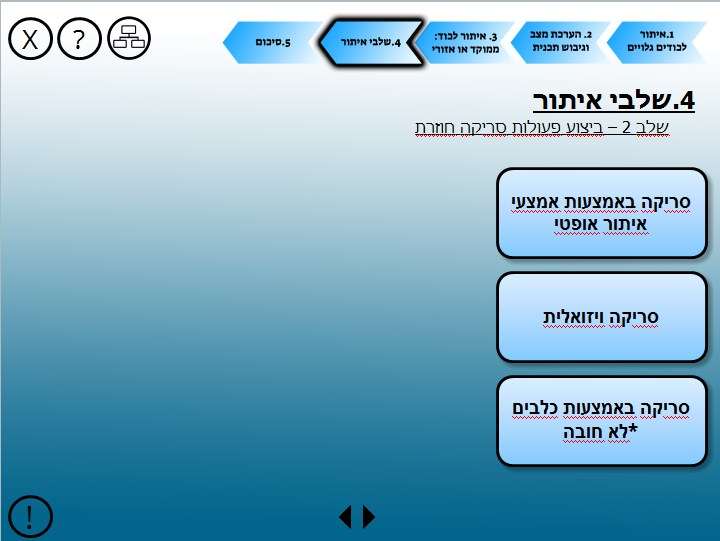 X
?
1.איתור
לכודים גלויים
2. הערכת מצב
וגיבוש תכנית
3. איתור לכוד:
ממוקד או אזורי
4.שלבי איתור
5.סיכום
4.שלבי איתור
שלב 2 – ביצוע פעולות סריקה חוזרת
סריקה באמצעות אמצעי
איתור אופטי
סריקה ויזואלית
סריקה באמצעות כלבים
*לא חובה
!